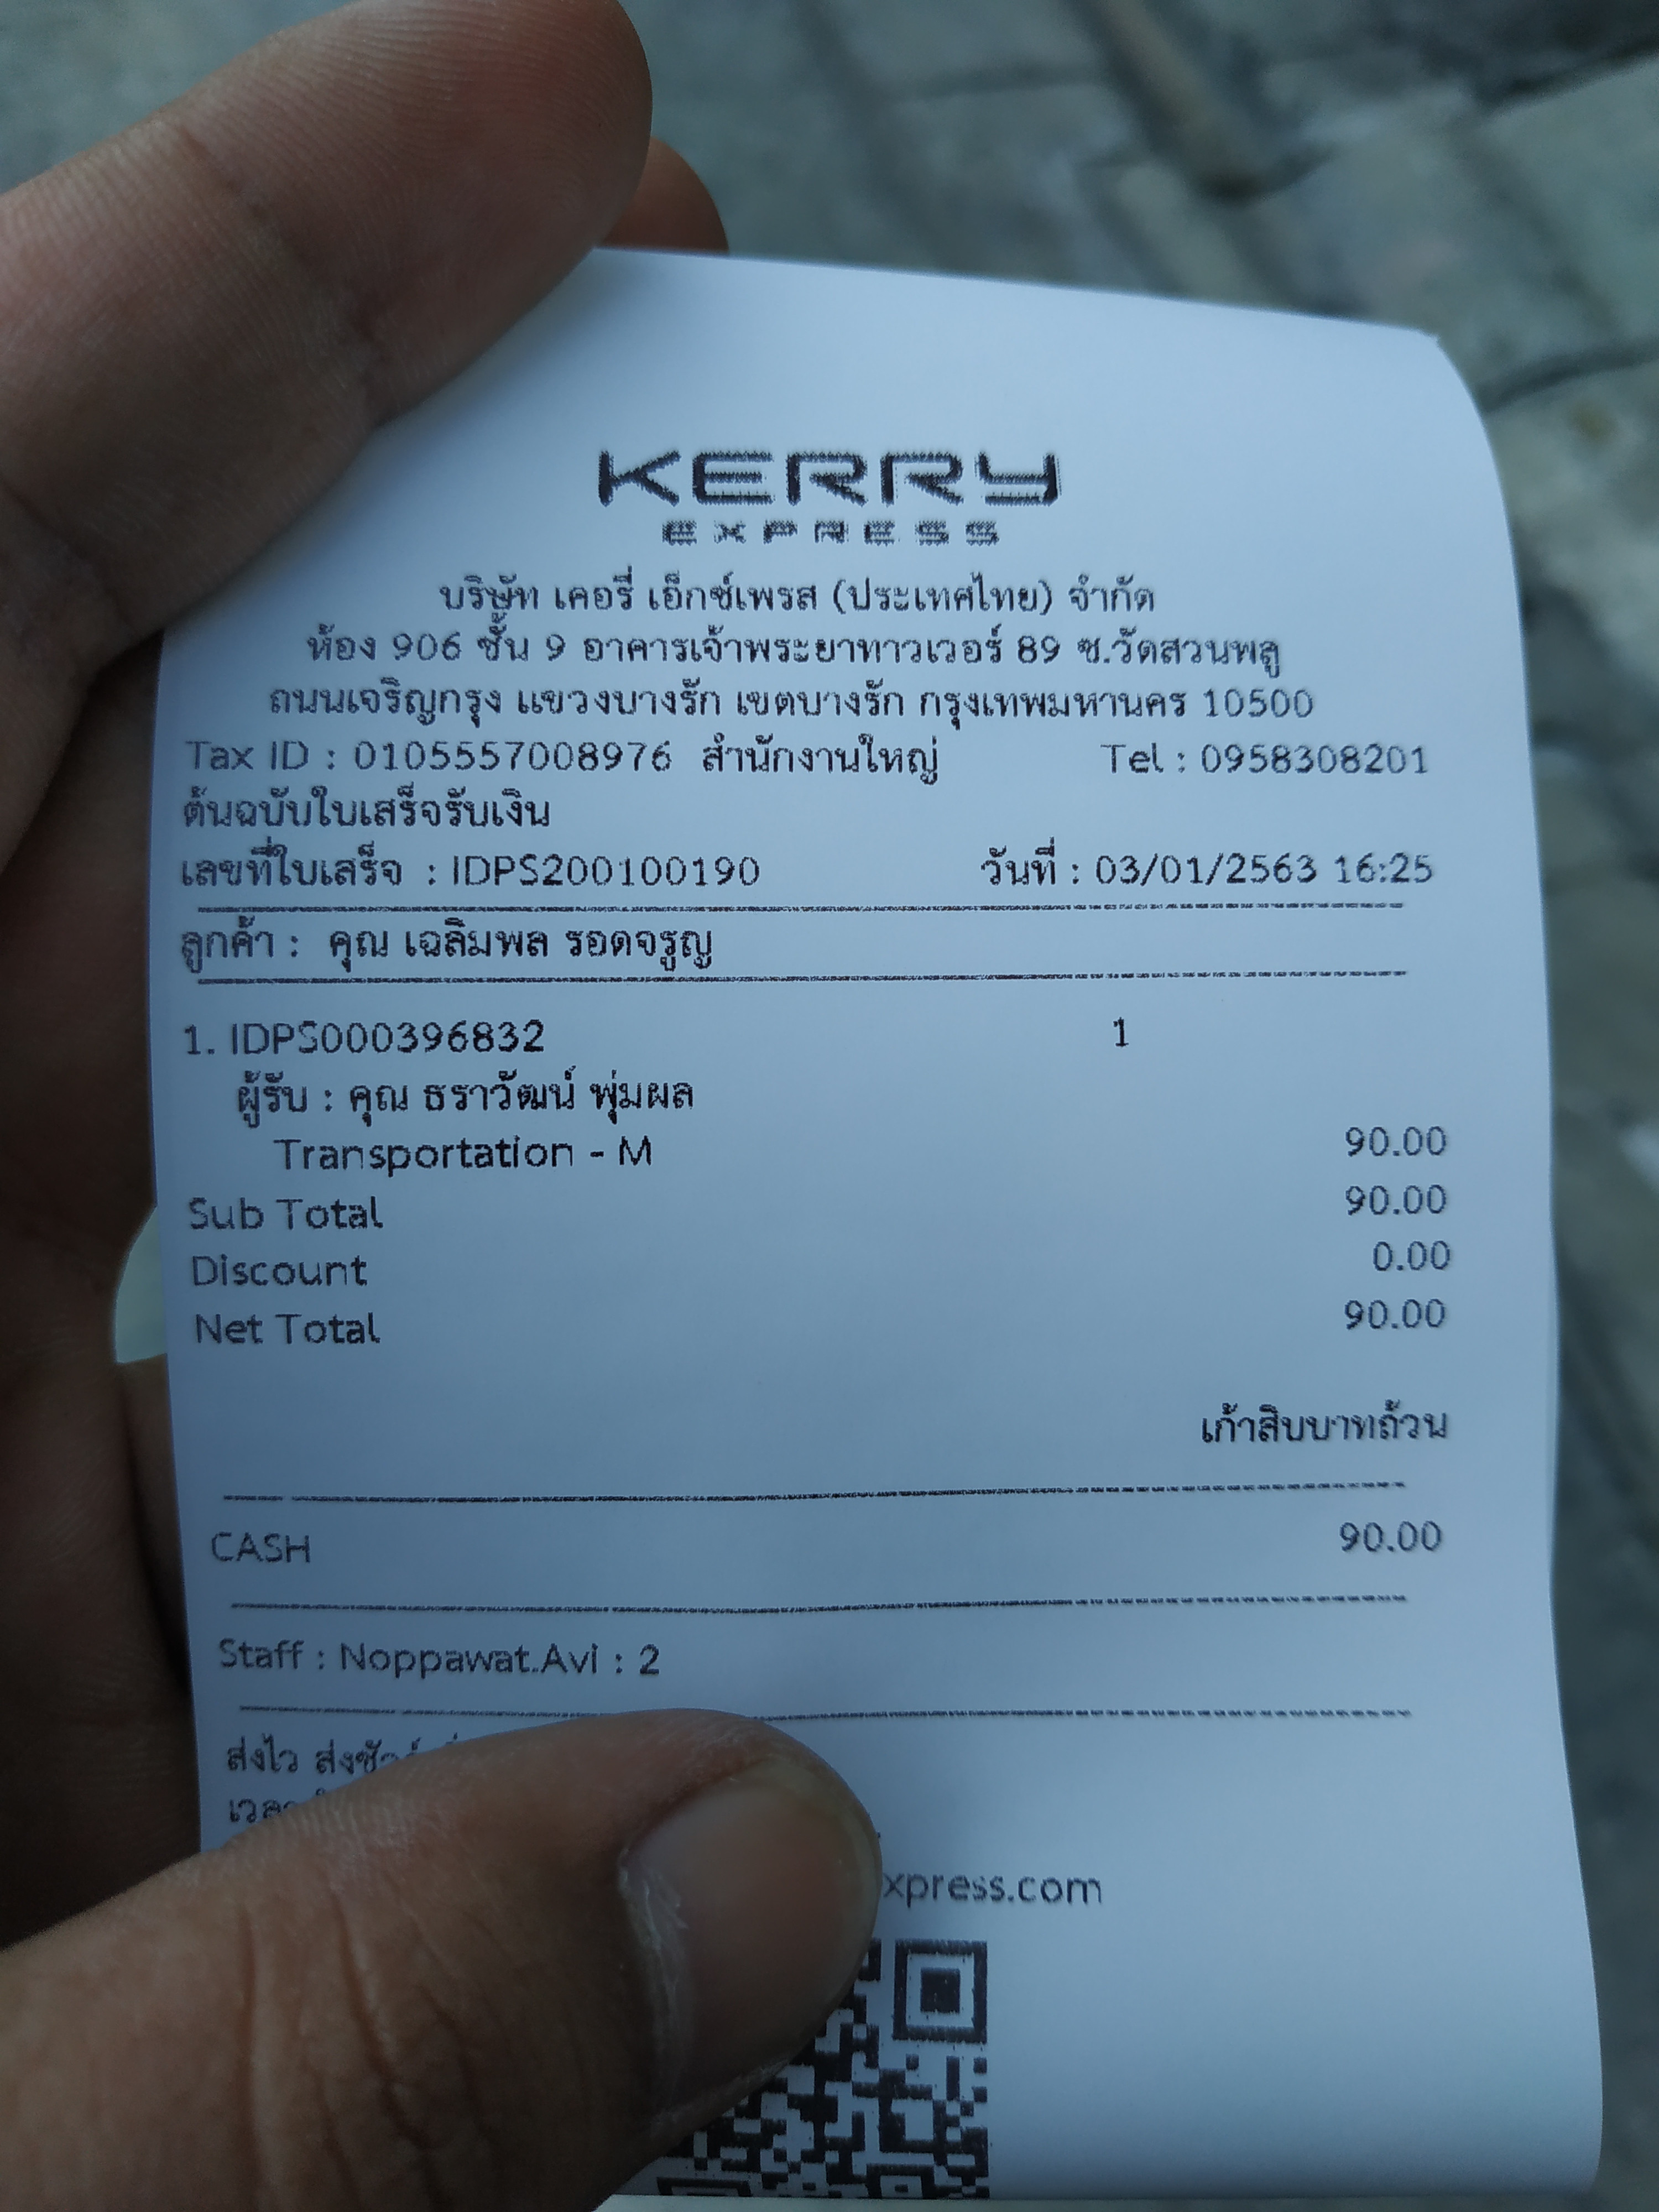 KERRY
EXPRESS
บริษัท เคอรี่ เอ็กซ์เพรส (ประเทศไทย) จำกัด
ห้อง 906 ชั้น 9 อาคารเจ้าพระยาทาวเวอร์ 89 ซ.วัดสวนพลู
ถนนเจริญกรุง แขวงบางรัก เขตบางรัก กรุงเทพมหานคร 10500
Tax ID : 0105557008976 สำนักงานใหญ่ Tel : 0958308201
ต้นฉบับใบเสร็จรับเงิน
เลขที่ใบเสร็จ : IDPS200100190 วันที่ : 03/01/2563 16:25
ลูกค้า : คุณ เฉลิมพล รอดจรูญ
1. IDPS000396832 1
ผู้รับ : คุณ ธราวัฒน์ พุ่มผล
Transportation - M 90.00
Sub Total 90.00
Discount 0.00
Net Total 90.00
เก้าสิบบาทถ้วน
CASH 90.00
Staff : Noppawat.Avi : 2
ส่งไว
xpress.com